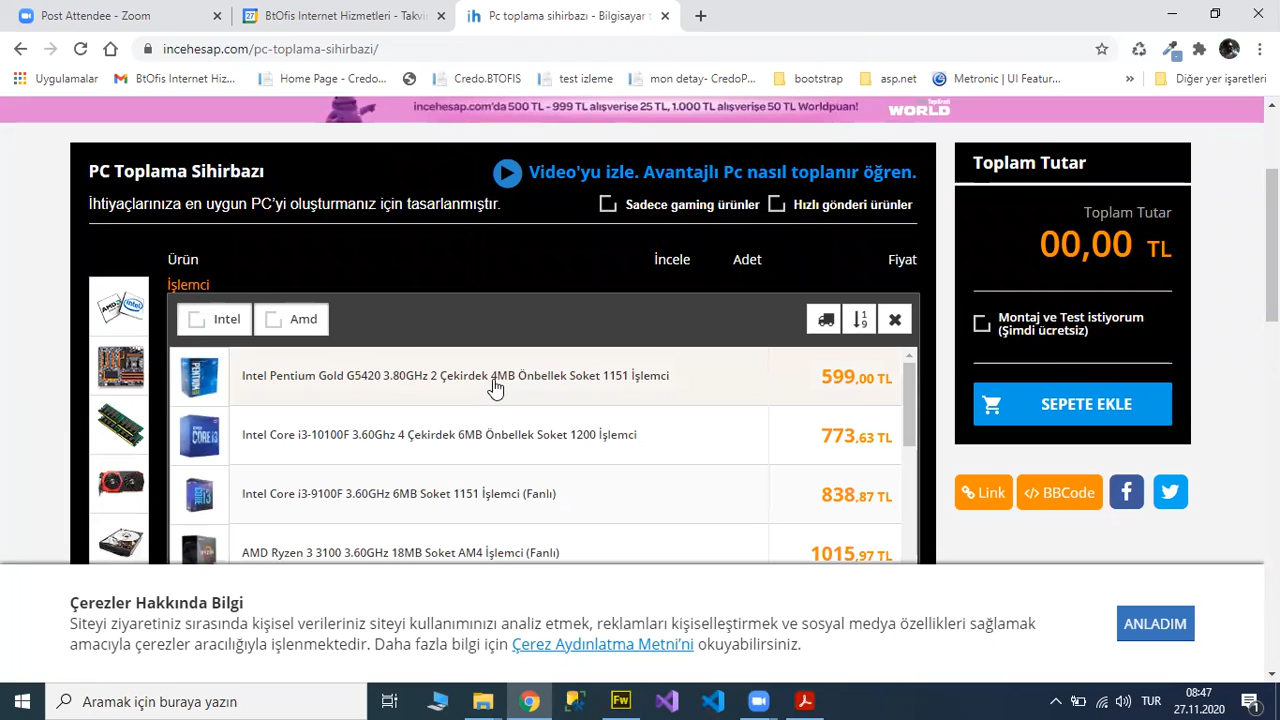 Post Attendee - Zoom
BtOfis Internet Hizmetleri - Takvim
Pc toplama sihirbazı - Bilgisayar t
incehesap.com/pc-toplama-sihirbazi/
Uygulamalar
BtOfis Internet Hiz...
Home Page - Credo...
Credo.BTOFIS
test izleme
mon detay- CredoP...
bootstrap
asp.net
Metronic | UI Featur...
»
Diğer yer işaretleri
incehesap.com'da 500 TL - 999 TL alışverişe 25 TL, 1.000 TL alışverişe 50 TL Worldpuan!
WORLD
PC Toplama Sihirbazı
Video'yu izle. Avantajlı Pc nasıl toplanır öğren.
İhtiyaçlarınıza en uygun PC'yi oluşturmanız için tasarlanmıştır.
Sadece gaming ürünler
Hızlı gönderi ürünler
Ürün
İncele
Adet
Fiyat
İşlemci
Intel
Amd
Intel Pentium Gold G5420 3.80GHz 2 Çekirdek 4MB Önbellek Soket 1151 İşlemci
599,00 TL
Intel Core i3-10100F 3.60Ghz 4 Çekirdek 6MB Önbellek Soket 1200 İşlemci
773,63 TL
Intel Core i3-9100F 3.60GHz 6MB Soket 1151 İşlemci (Fanlı)
838,87 TL
AMD Ryzen 3 3100 3.60GHz 18MB Soket AM4 İşlemci (Fanlı)
1015,97 TL
Toplam Tutar
Toplam Tutar
00,00 TL
Montaj ve Test istiyorum
(Şimdi ücretsiz)
SEPETE EKLE
Link
</> BBCode
Çerezler Hakkında Bilgi
Siteyi ziyaretiniz sırasında kişisel verileriniz siteyi kullanımınızı analiz etmek, reklamları kişiselleştirmek ve sosyal medya özellikleri sağlamak
amacıyla çerezler aracılığıyla işlenmektedir. Daha fazla bilgi için Çerez Aydınlatma Metni'ni okuyabilirsiniz.
ANLADIM
Aramak için buraya yazın
Fw
TUR
08:47
27.11.2020